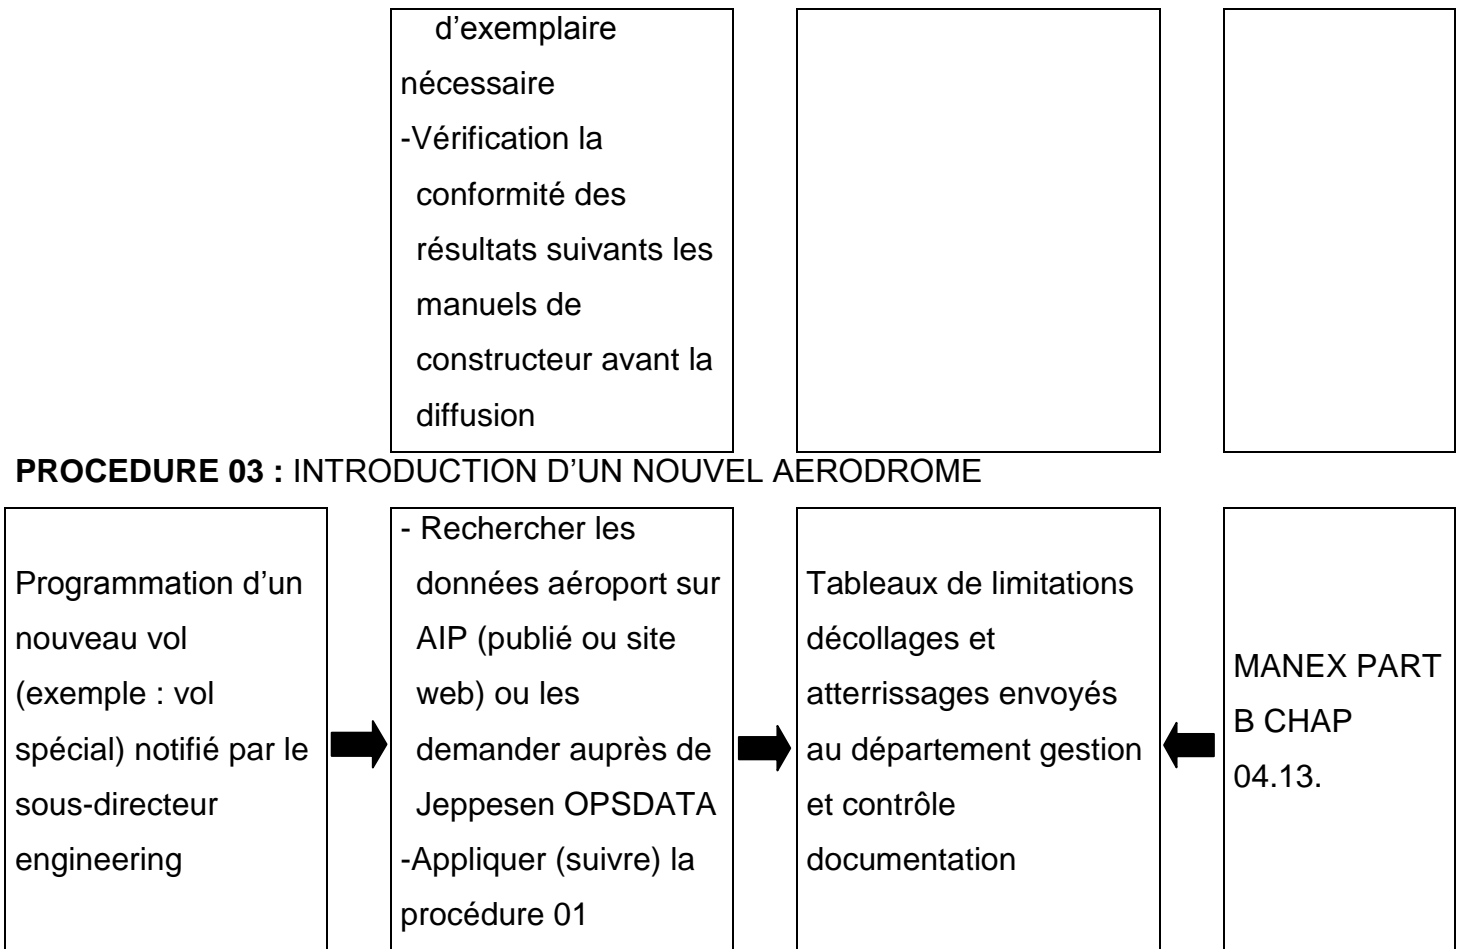 d’exemplaire
nécessaire
-Vérification la
conformité des
résultats suivants les
manuels de
constructeur avant la
diffusion
PROCEDURE 03 : INTRODUCTION D’UN NOUVEL AERODROME
Programmation d’un
nouveau vol
(exemple : vol
spécial) notifié par le
sous-directeur
engineering
- Rechercher les
données aéroport sur
AIP (publié ou site
web) ou les
demander auprès de
Jeppesen OPSDATA
-Appliquer (suivre) la
procédure 01
Tableaux de limitations
décollages et
atterrissages envoyés
au département gestion
et contrôle
documentation
MANEX PART
B CHAP
04.13.